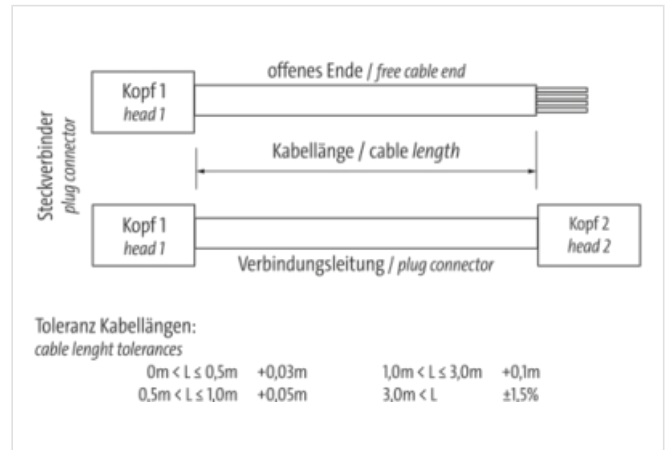 offenes Ende / free cable end
Kopf 1
head 1
Steckverbinder
plug connector
Kabellänge / cable length
Kopf 1
head 1
Kopf 2
head 2
Verbindungsleitung / plug connector
Toleranz Kabellängen:
cable lenght tolerances
0m < L ≤ 0,5m +0,03m 1,0m < L ≤ 3,0m +0,1m
0,5m < L ≤ 1,0m +0,05m 3,0m < L ±1,5%